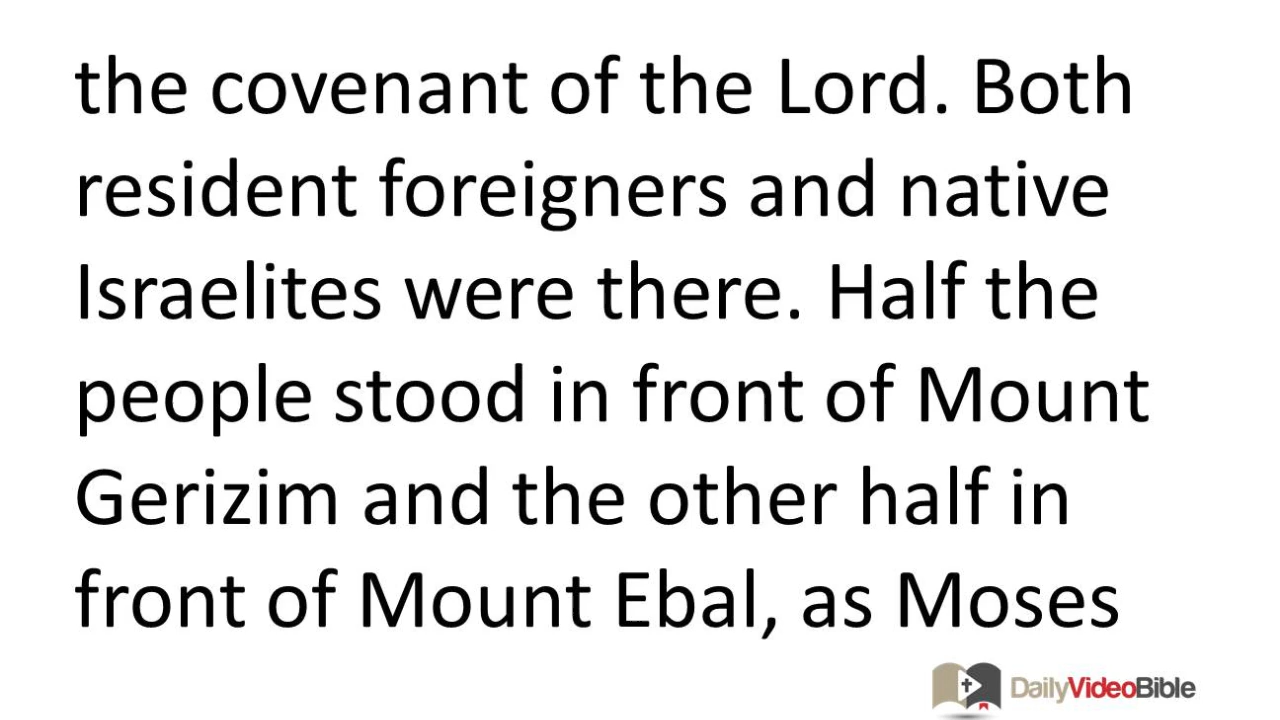 the covenant of the Lord. Both
resident foreigners and native
Israelites were there. Half the
people stood in front of Mount
Gerizim and the other half in
front of Mount Ebal, as Moses
DailyVideoBible